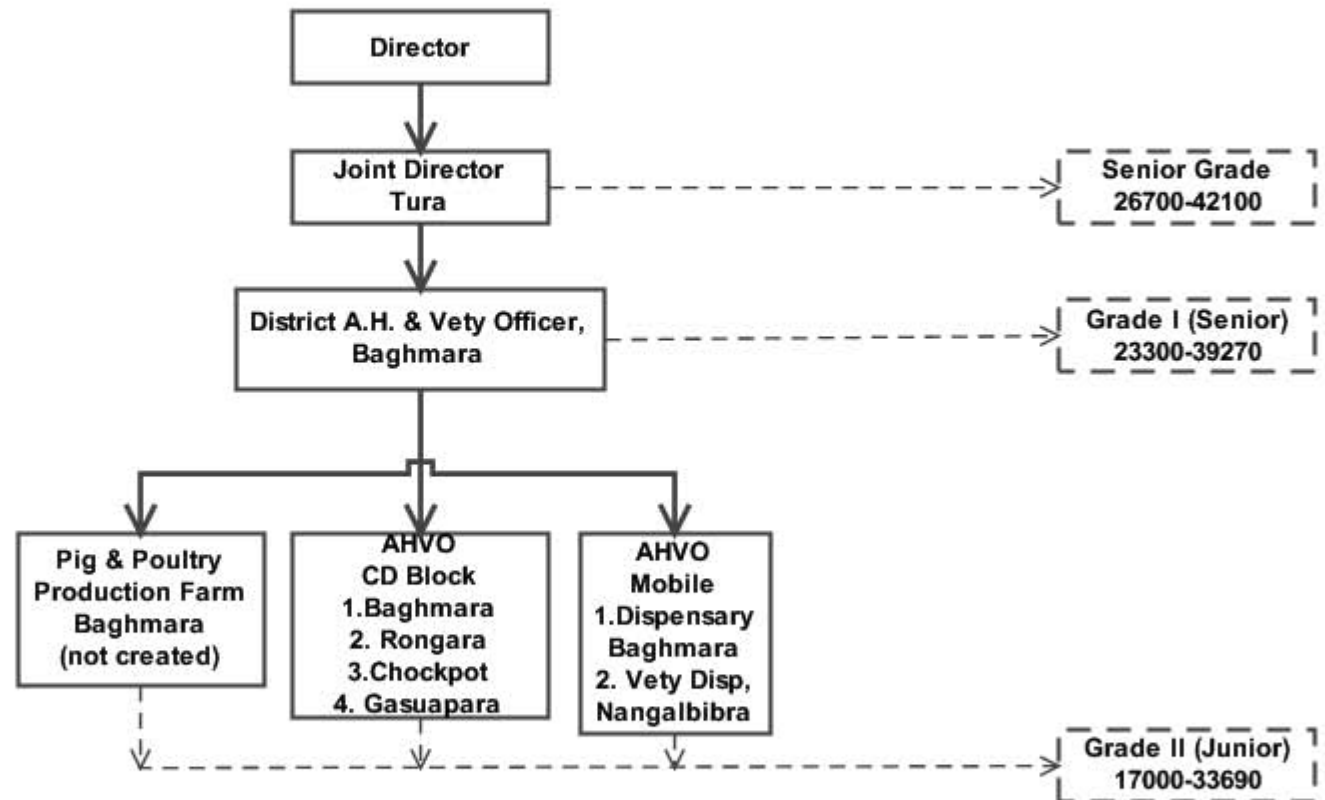 Director
Joint Director
Tura
Senior Grade
26700-42100
District A.H. & Vety Officer,
Baghmara
Grade I (Senior)
23300-39270
Pig & Poultry
Production Farm
Baghmara
(not created)
AHVO
CD Block
1.Baghmara
2. Rongara
3.Chockpot
4. Gasuapara
AHVO
Mobile
1.Dispensary
Baghmara
2. Vety Disp,
Nangalbibra
Grade II (Junior)
17000-33690